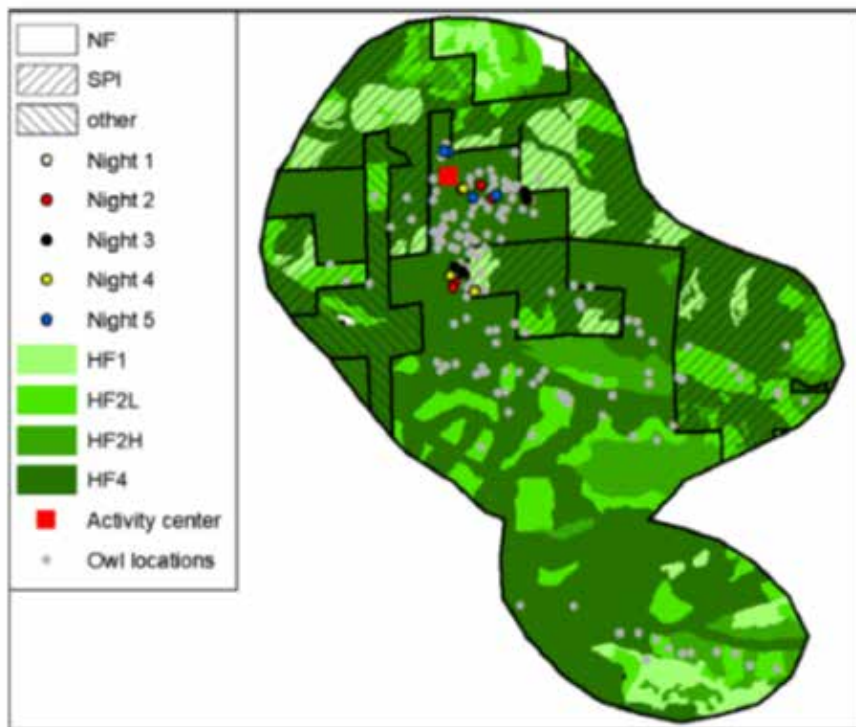 NF
SPI
other
Night 1
Night 2
Night 3
Night 4
Night 5
HF1
HF2L
HF2H
HF4
Activity center
Owl locations